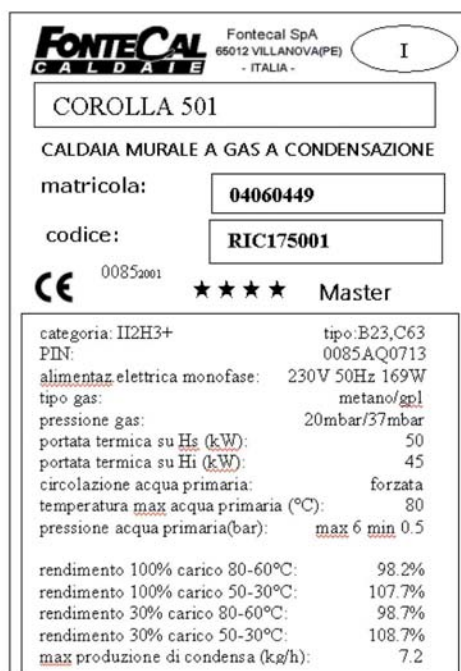 FONTECAL
CALDAIE
Fontecal SpA
65012 VILLANOVA(PE)
- ITALIA -
I
COROLLA 501
CALDAIA MURALE A GAS A CONDENSAZIONE
matricola: 04060449
codice: RIC175001
CE 00852001 ★★★★ Master
categoria: II2H3+ tipo:B23,C63
PIN: 0085AQ0713
alimentaz.elettrica monofase: 230V 50Hz 169W
tipo gas: metano/gpl
pressione gas: 20mbar/37mbar
portata termica su Hs (kW): 50
portata termica su Hi (kW): 45
circolazione acqua primaria: forzata
temperatura max acqua primaria (°C): 80
pressione acqua primaria(bar): max 6 min 0.5
rendimento 100% carico 80-60°C: 98.2%
rendimento 100% carico 50-30°C: 107.7%
rendimento 30% carico 80-60°C: 98.7%
rendimento 30% carico 50-30°C: 108.7%
max produzione di condensa (kg/h): 7.2